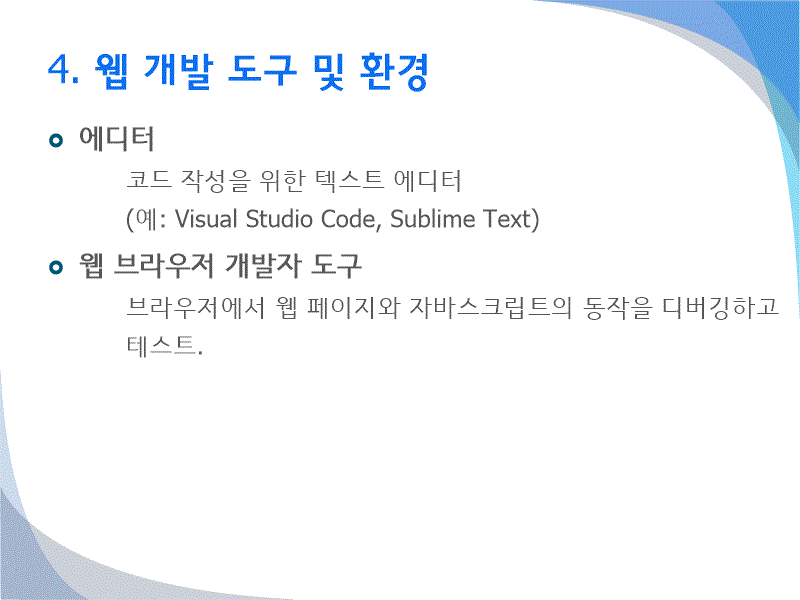 4. 웹 개발 도구 및 환경
에디터
코드 작성을 위한 텍스트 에디터
(예: Visual Studio Code, Sublime Text)
웹 브라우저 개발자 도구
브라우저에서 웹 페이지와 자바스크립트의 동작을 디버깅하고
테스트.